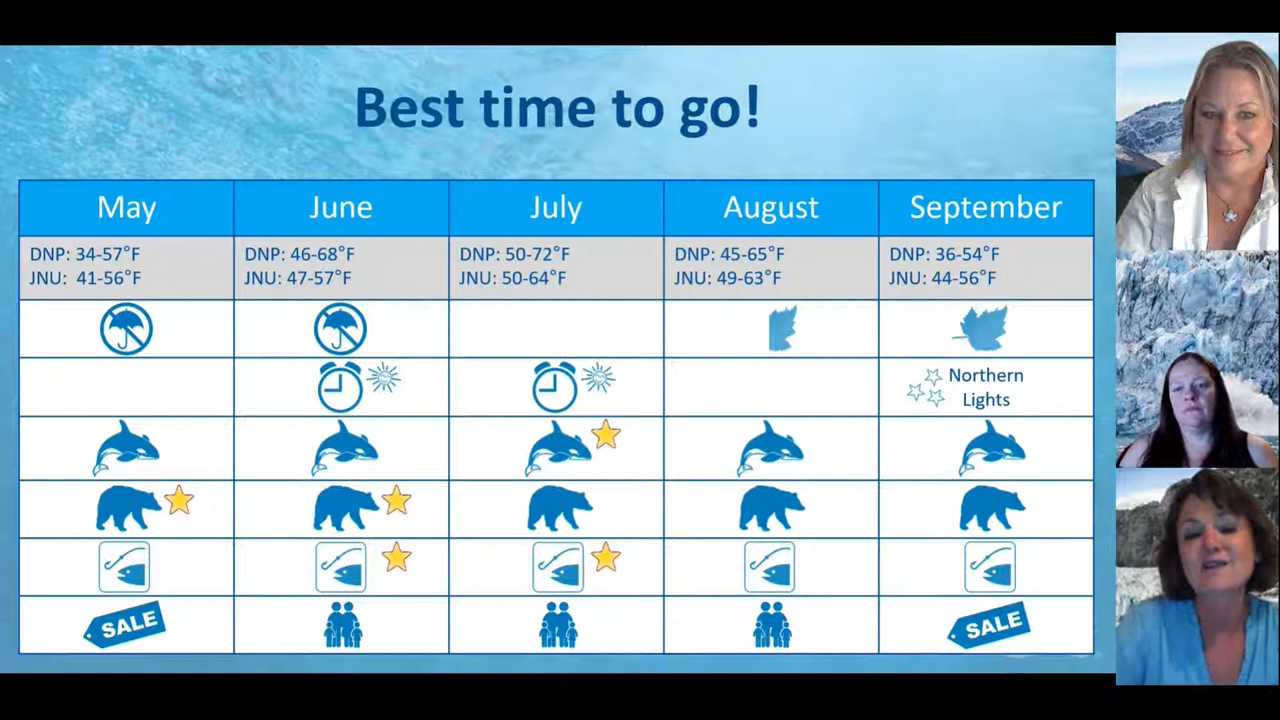 Best time to go!
May
June
July
August
September
DNP: 34-57°F
JNU: 41-56°F
DNP: 46-68°F
JNU: 47-57°F
DNP: 50-72°F
JNU: 50-64°F
DNP: 45-65°F
JNU: 49-63°F
DNP: 36-54°F
JNU: 44-56°F
Northern
Lights
SALE
SALE